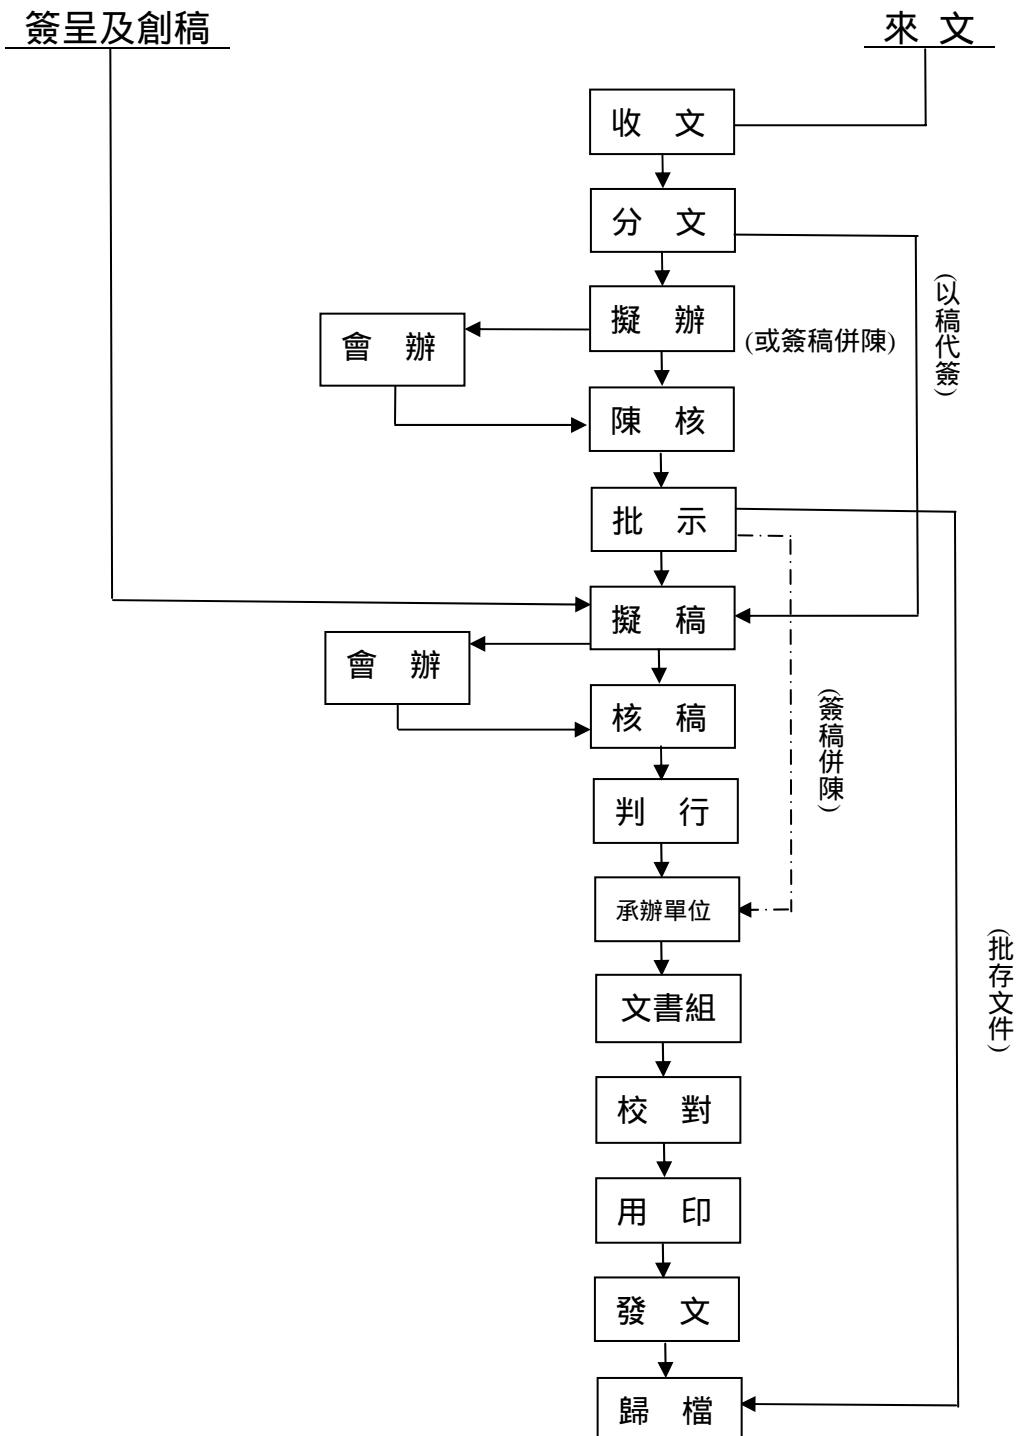 簽呈及創稿
來 文
收 文
分 文
擬 辦
(或簽稿併陳)
會 辦
(以稿代簽)
陳 核
批 示
擬 稿
會 辦
核 稿
(簽稿併陳)
判 行
承辦單位
文書組
(批存文件)
校 對
用 印
發 文
歸 檔